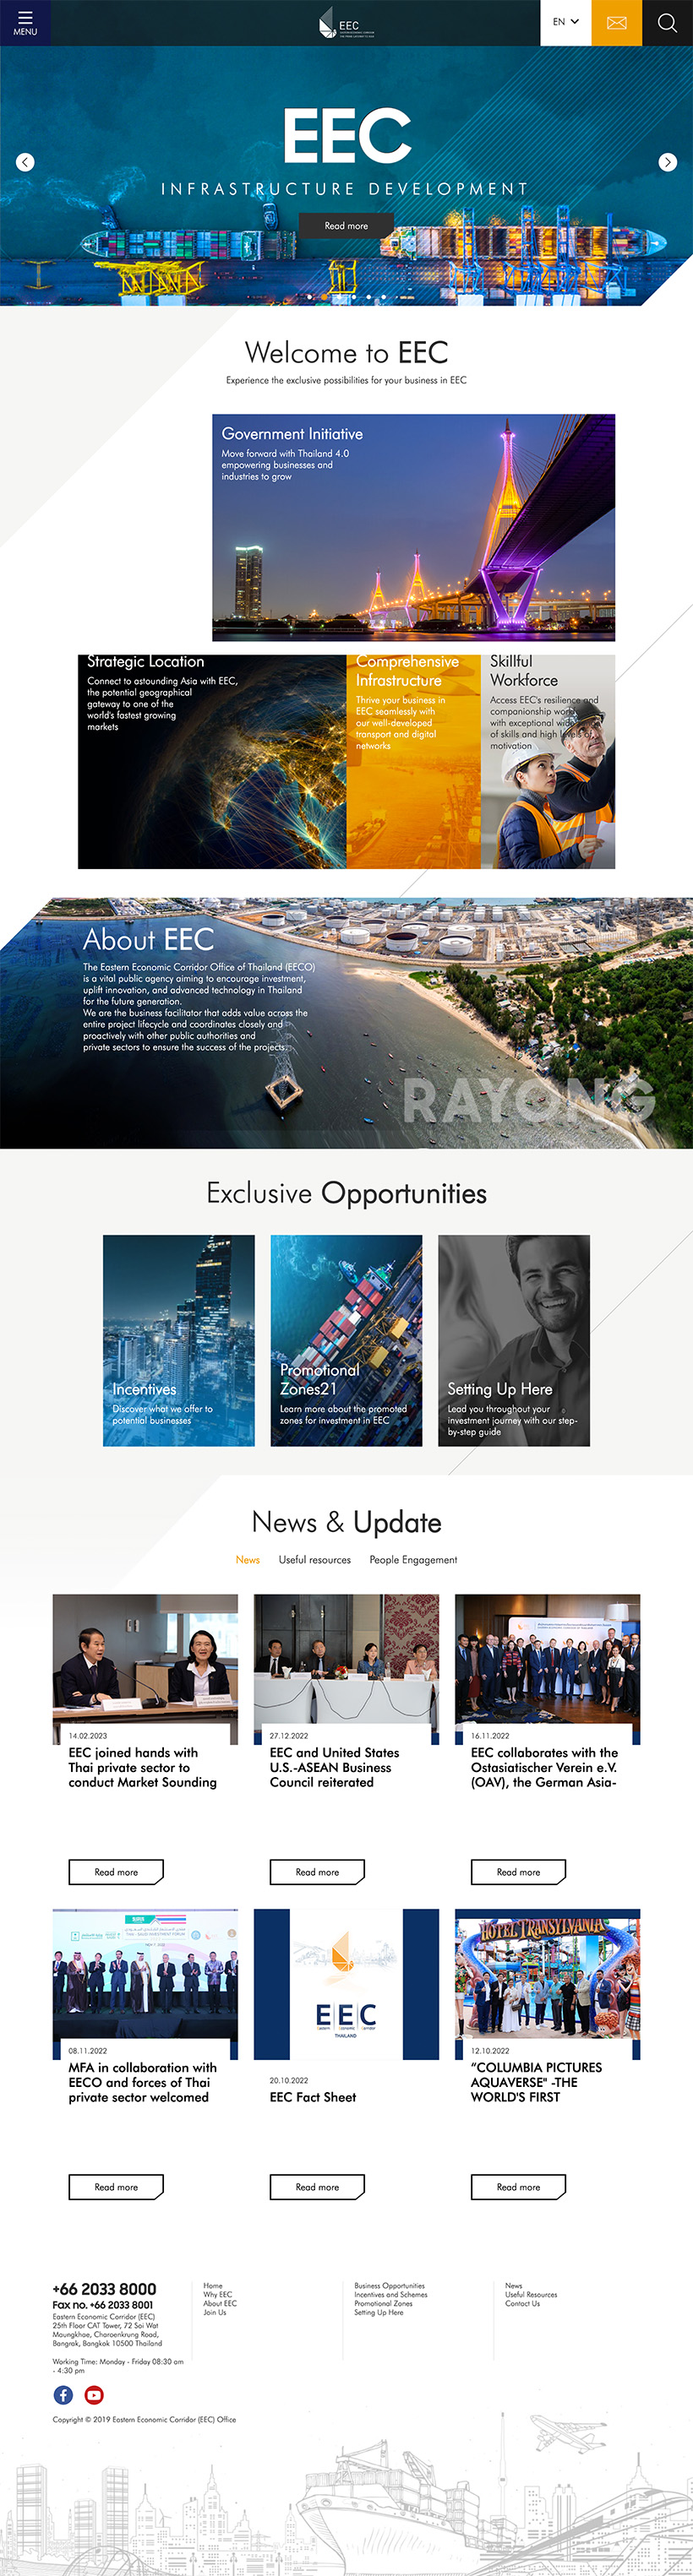 MENU
EEC
EN
EEC
INFRASTRUCTURE DEVELOPMENT
Read more
Welcome to EEC
Experience the exclusive possibilities for your business in EEC
Government Initiative
Move forward with Thailand 4.0
empowering businesses and
industries to grow
Strategic Location
Connect to astounding Asia with EEC,
the potential geographical
gateway to one of the
world's fastest growing
markets
Comprehensive
Infrastructure
Thrive your business in
EEC seamlessly with
our well-developed
transport and digital
networks
Skillful
Workforce
Access EEC's resilience and
companionship
with exceptional
of skills and high levels of
motivation
About EEC
The Eastern Economic Corridor Office of Thailand (EECO)
is a vital public agency aiming to encourage investment,
uplift innovation, and advanced technology in Thailand
for the future generation.
We are the business facilitator that adds value across the
entire project lifecycle and coordinates closely and
proactively with other public authorities and
private sectors to ensure the success of the projects.
RAYONG
Exclusive Opportunities
Incentives
Discover what we offer to
potential businesses
Promotional
Zones21
Learn more about the promoted
zones for investment in EEC
Setting Up Here
Lead you throughout your
investment journey with our step-
by-step guide
News & Update
News
Useful resources
People Engagement
14.02.2023
EEC joined hands with
Thai private sector to
conduct Market Sounding
Read more
27.12.2022
EEC and United States
U.S.-ASEAN Business
Council reiterated
Read more
16.11.2022
EEC collaborates with the
Ostasiatischer Verein e.V.
(OAV), the German Asia-
Read more
08.11.2022
MFA in collaboration with
EECO and forces of Thai
private sector welcomed
Read more
EEC
THAILAND
20.10.2022
EEC Fact Sheet
Read more
HOTEL TRANSYLVANIA
12.10.2022
“COLUMBIA PICTURES
AQUAVERSE" -THE
WORLD'S FIRST
Read more
+66 2033 8000
Fax no. +66 2033 8001
Eastern Economic Corridor (EEC)
25th Floor CAT Tower, 72 Soi Wat
Moungkhae, Charoenkrung Road,
Bangrak, Bangkok 10500 Thailand
Working Time: Monday - Friday 08:30 am
- 4:30 pm
Home
Why EEC
About EEC
Join Us
Business Opportunities
Incentives and Schemes
Promotional Zones
Setting Up Here
News
Useful Resources
Contact Us
Copyright © 2019 Eastern Economic Corridor (EEC) Office